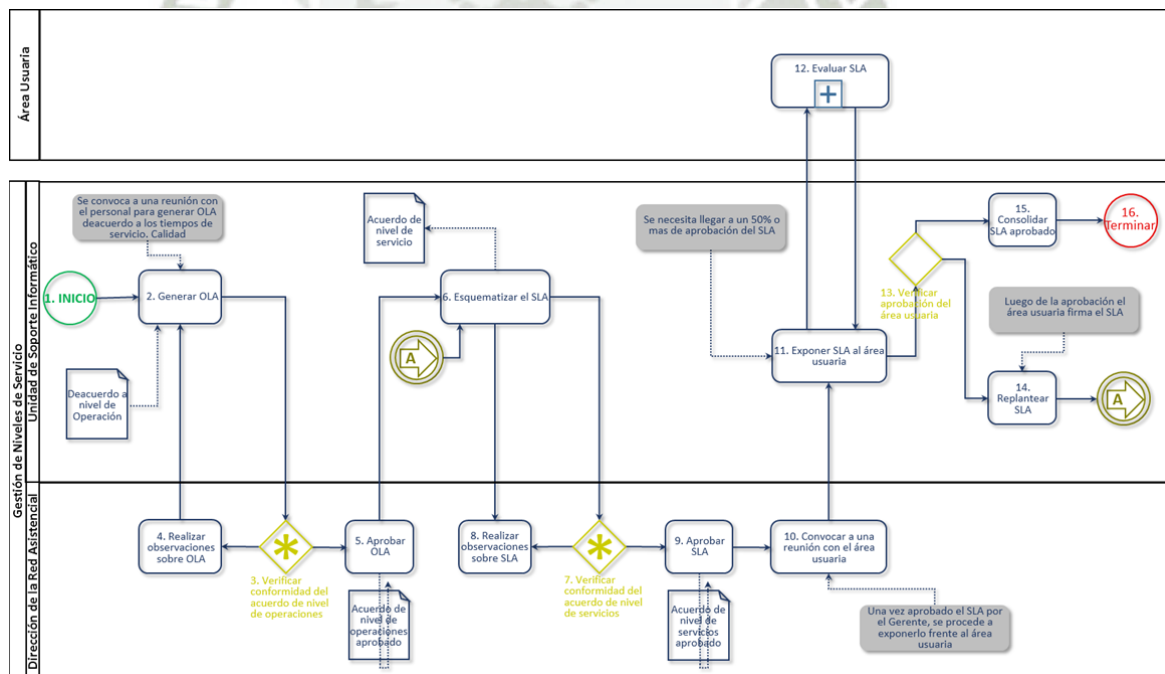 Área Usuaria
12. Evaluar SLA
Gestión de Niveles de Servicio
Unidad de Soporte Informático
Se convoca a una reunión con
el personal para generar OLA
deacuerdo a los tiempos de
servicio. Calidad
1. INICIO
2. Generar OLA
Deacuerdo a
nivel de
Operación
Acuerdo de
nivel de
servicio
6. Esquematizar el SLA
A
Se necesita llegar a un 50% o
mas de aprobación del SLA
11. Exponer SLA al área
usuaria
13. Verificar
aprobación del
área usuaria
15.
Consolidar
SLA aprobado
16.
Terminar
Luego de la aprobación el
área usuaria firma el SLA
14.
Replantear
SLA
A
Dirección de la Red Asistencial
4. Realizar
observaciones
sobre OLA
3. Verificar
conformidad del
acuerdo de nivel
de operaciones
5. Aprobar
OLA
Acuerdo de
nivel de
operaciones
aprobado
8. Realizar
observaciones
sobre SLA
7. Verificar
conformidad del
acuerdo de nivel
de servicios
9. Aprobar
SLA
Acuerdo de
nivel de
servicios
aprobado
10. Convocar a una
reunión con el área
usuaria
Una vez aprobado el SLA por
el Gerente, se procede a
exponerlo frente al área
usuaria